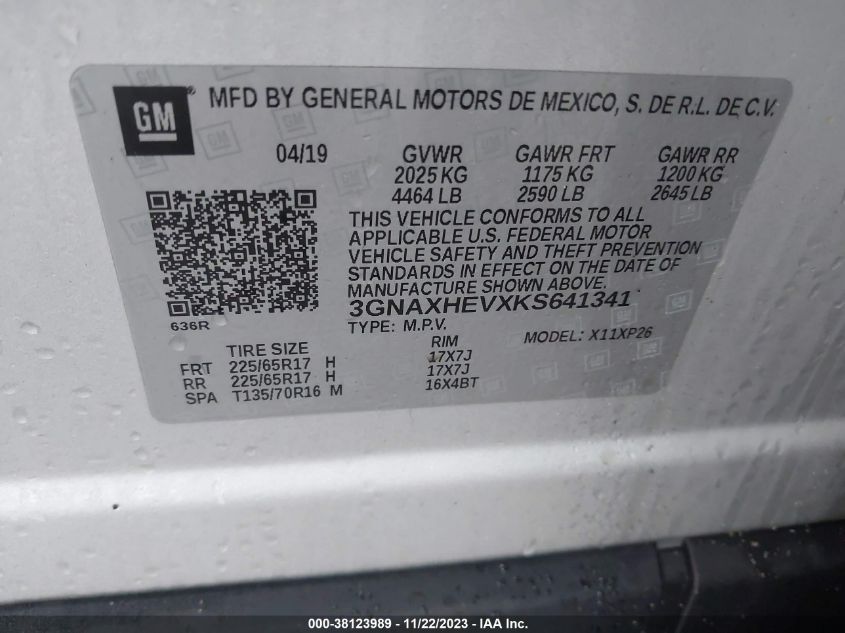 GM
® MFD BY GENERAL MOTORS DE MEXICO, S. DE R.L. DE C.V.
04/19 GVWR GAWR FRT GAWR RR
2025 KG 1175 KG 1200 KG
4464 LB 2590 LB 2645 LB
THIS VEHICLE CONFORMS TO ALL
APPLICABLE U.S. FEDERAL MOTOR
VEHICLE SAFETY AND THEFT PREVENTION
STANDARDS IN EFFECT ON THE DATE OF
MANUFACTURE SHOWN ABOVE.
3GNAXHEVXKS641341
636R
TYPE: M.P.V. MODEL: X11XP26
TIRE SIZE RIM
FRT 225/65R17 H 17X7J
RR 225/65R17 H 17X7J
SPA T135/70R16 M 16X4BT
000-38123989 - 11/22/2023 - IAA Inc.